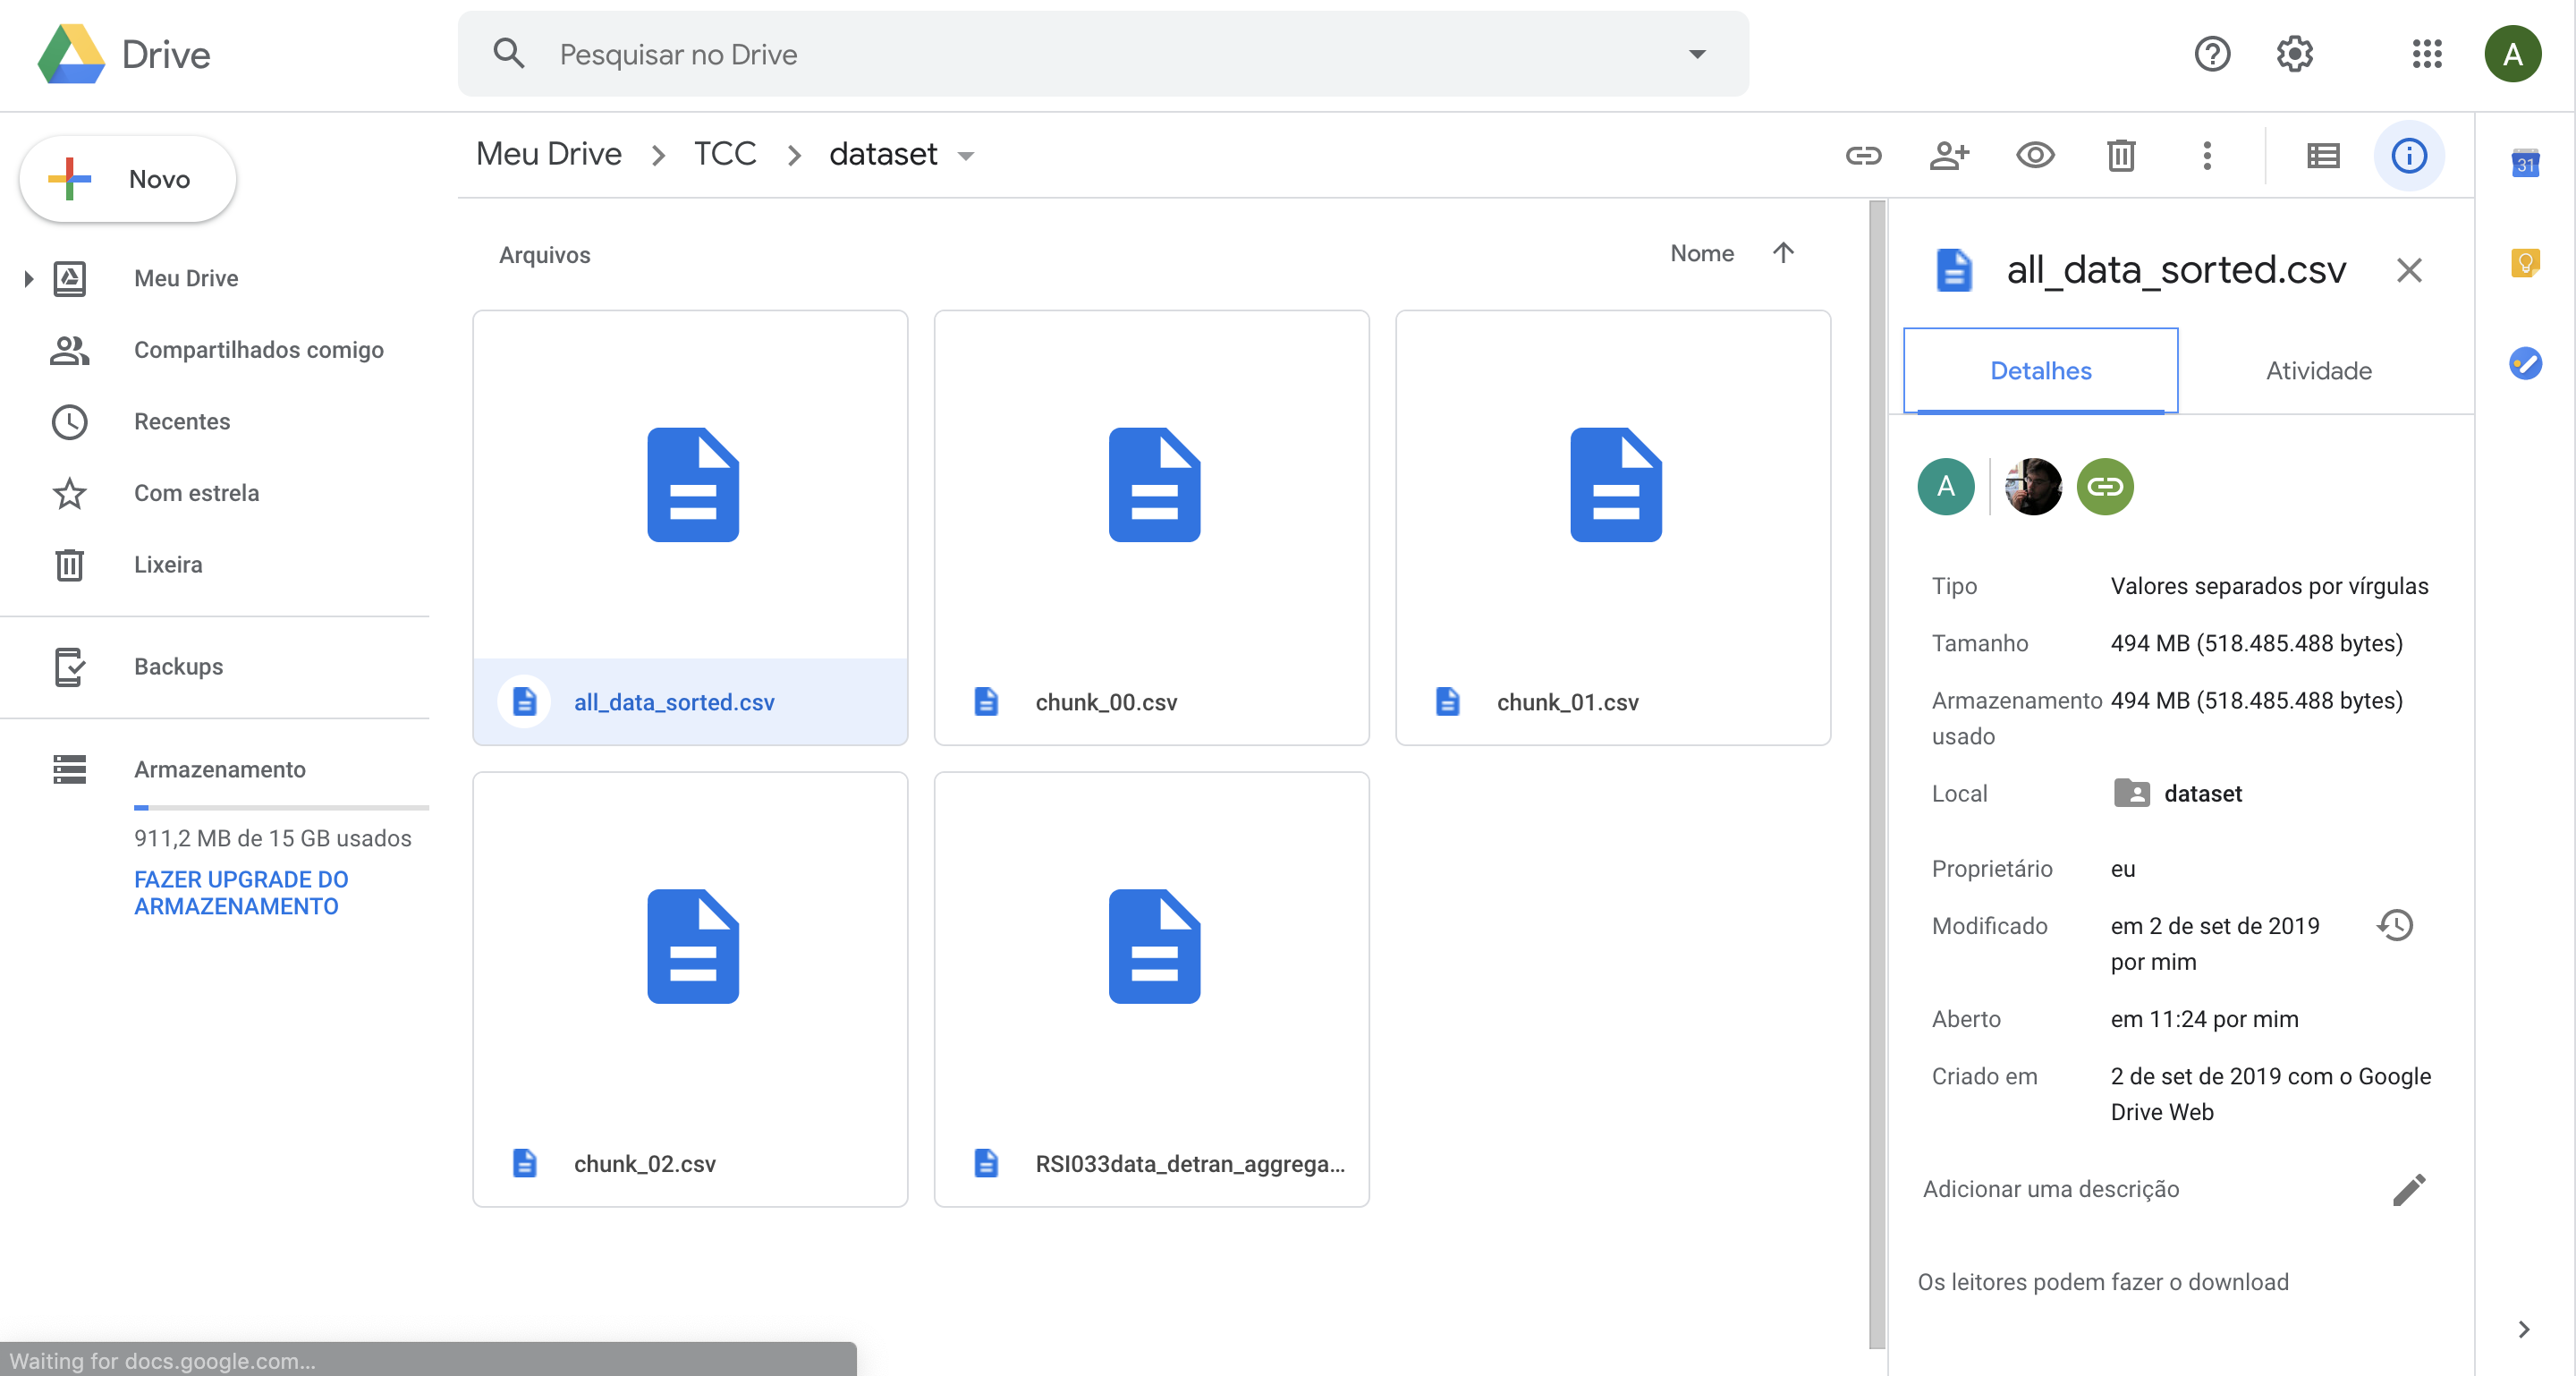 Drive
Pesquisar no Drive
A
Novo
Meu Drive
Compartilhados comigo
Recentes
Com estrela
Lixeira
Backups
Armazenamento
911,2 MB de 15 GB usados
FAZER UPGRADE DO
ARMAZENAMENTO
Meu Drive > TCC > dataset
Arquivos
Nome
all_data_sorted.csv
chunk_00.csv
chunk_01.csv
chunk_02.csv
RSI033data_detran_aggrega...
all_data_sorted.csv
Detalhes
Atividade
A
Tipo Valores separados por vírgulas
Tamanho 494 MB (518.485.488 bytes)
Armazenamento 494 MB (518.485.488 bytes)
usado
Local dataset
Proprietário eu
Modificado em 2 de set de 2019
por mim
Aberto em 11:24 por mim
Criado em 2 de set de 2019 com o Google
Drive Web
Adicionar uma descrição
Os leitores podem fazer o download
31
Waiting for docs.google.com...